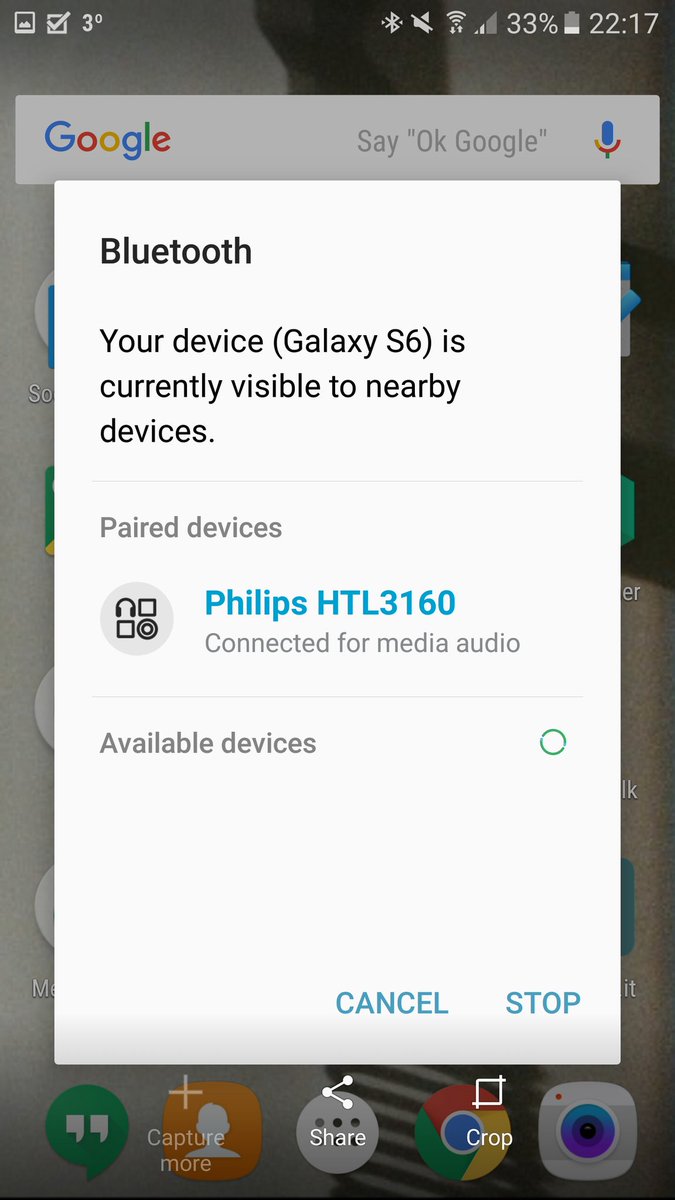 3°
33% 22:17
Google
Say "Ok Google"
Bluetooth
Your device (Galaxy S6) is
currently visible to nearby
devices.
Paired devices
Philips HTL3160
Connected for media audio
Available devices
So
er
lk
Me
it
CANCEL
STOP
Capture
more
Share
Crop